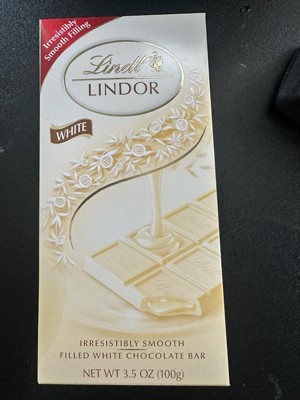 Irresistibly
Smooth Filling
Lindt
LINDOR
WHITE
IRRESISTIBLY SMOOTH
FILLED WHITE CHOCOLATE BAR
NET WT 3.5 OZ (100g)